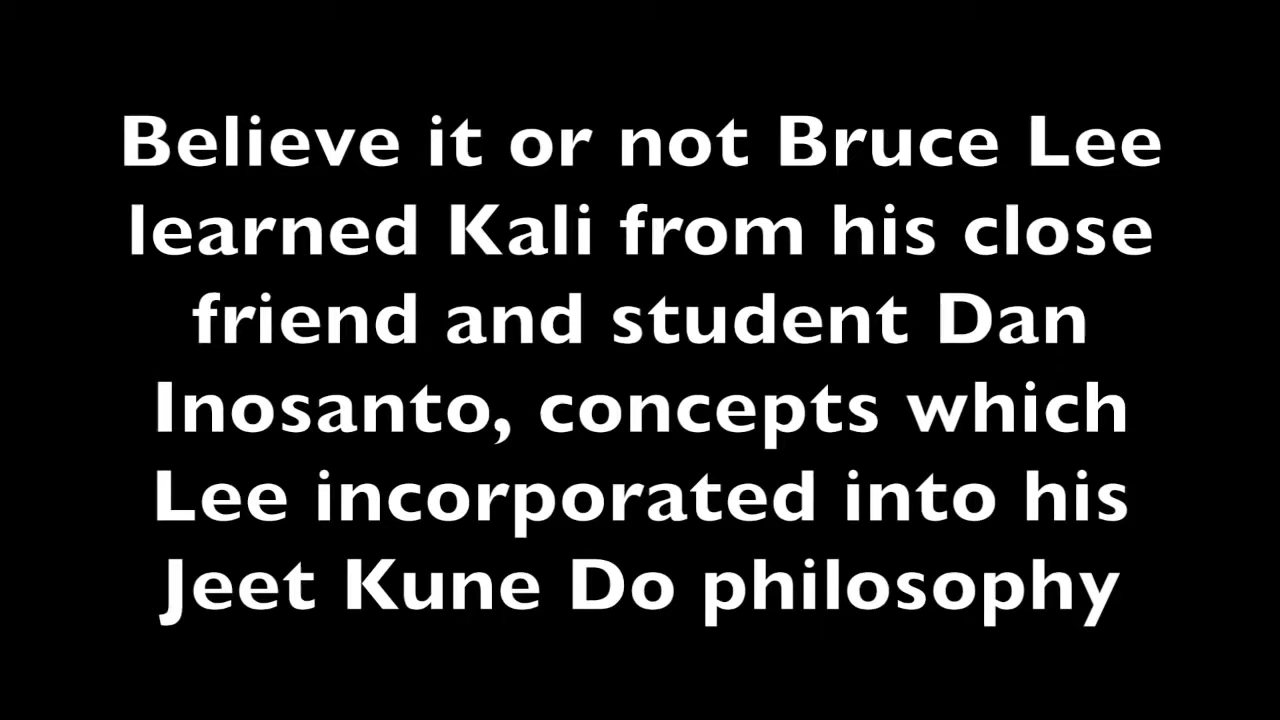 Believe it or not Bruce Lee
learned Kali from his close
friend and student Dan
Inosanto, concepts which
Lee incorporated into his
Jeet Kune Do philosophy